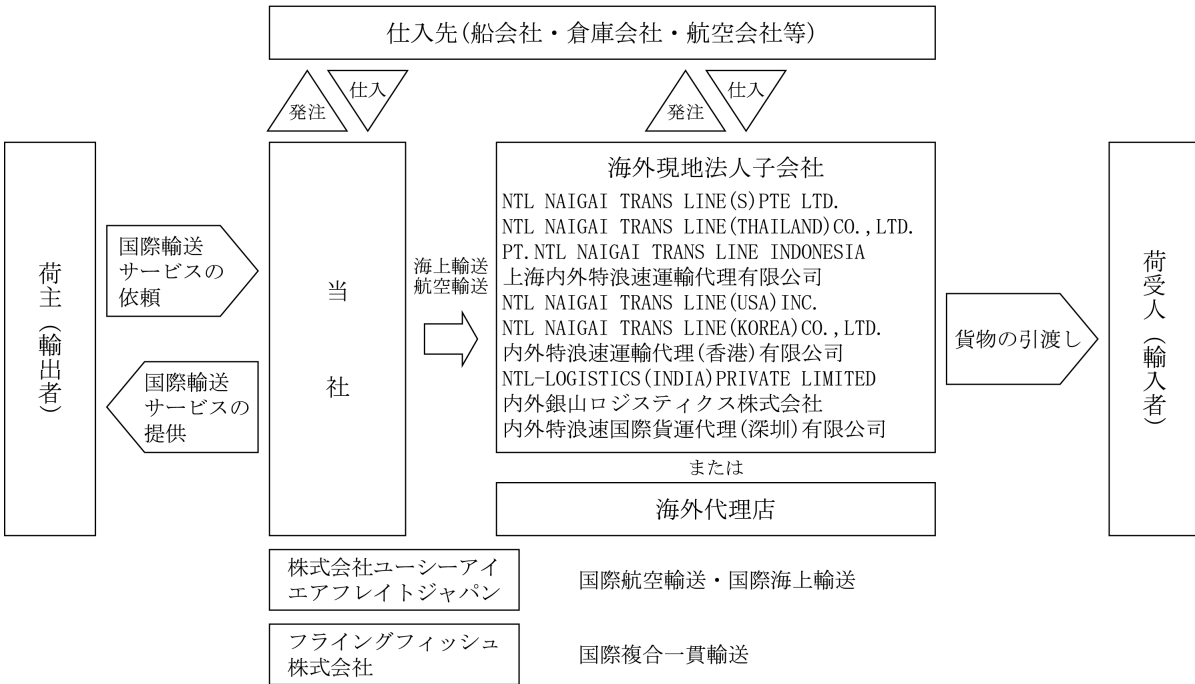 仕入先(船会社・倉庫会社・航空会社等)
発注
仕入
発注
仕入
荷主（輸出者）
国際輸送
サービスの
依頼
国際輸送
サービスの
提供
当社
海上輸送
航空輸送
海外現地法人子会社
NTL NAIGAI TRANS LINE(S)PTE LTD.
NTL NAIGAI TRANS LINE(THAILAND)CO.,LTD.
PT.NTL NAIGAI TRANS LINE INDONESIA
上海内外特浪速運輸代理有限公司
NTL NAIGAI TRANS LINE(USA)INC.
NTL NAIGAI TRANS LINE(KOREA)CO.,LTD.
内外特浪速運輸代理(香港)有限公司
NTL-LOGISTICS(INDIA)PRIVATE LIMITED
内外銀山ロジスティクス株式会社
内外特浪速国際貨運代理(深圳)有限公司
または
海外代理店
貨物の引渡し
荷受人（輸入者）
株式会社ユーシーアイ
エアフレイトジャパン
国際航空輸送・国際海上輸送
フライングフィッシュ
株式会社
国際複合一貫輸送